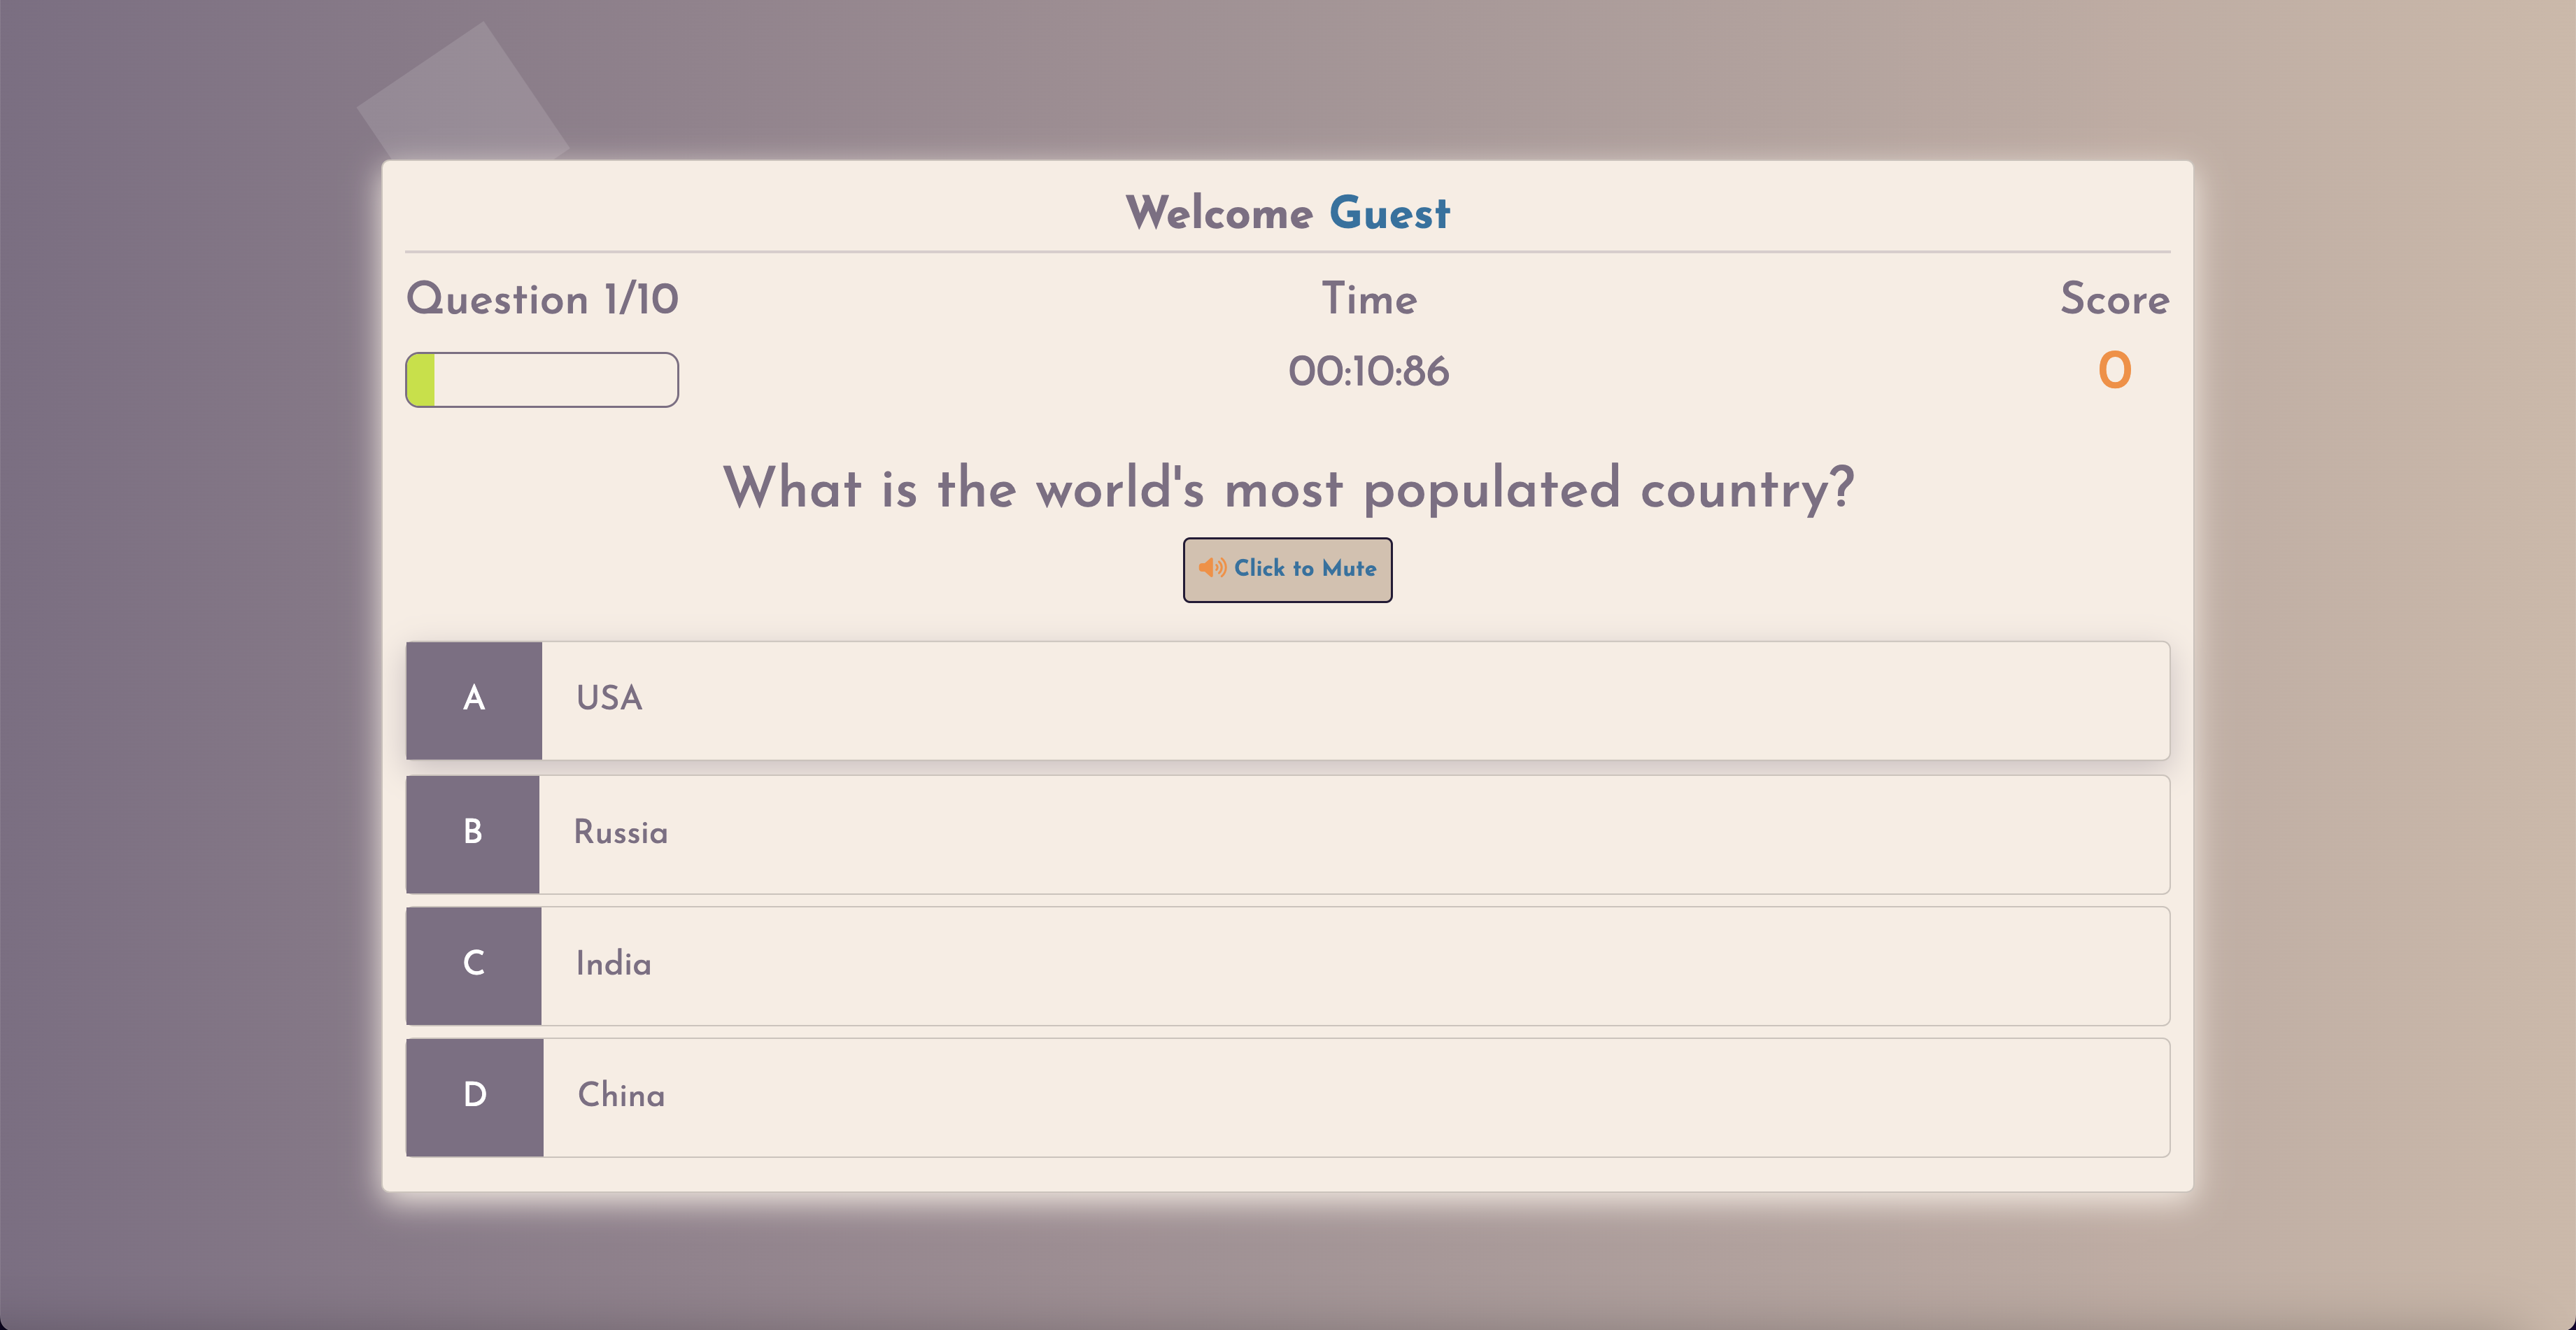 Welcome Guest
Question 1/10
Time
Score
00:10:86
0
What is the world's most populated country?
Click to Mute
A USA
B Russia
C India
D China